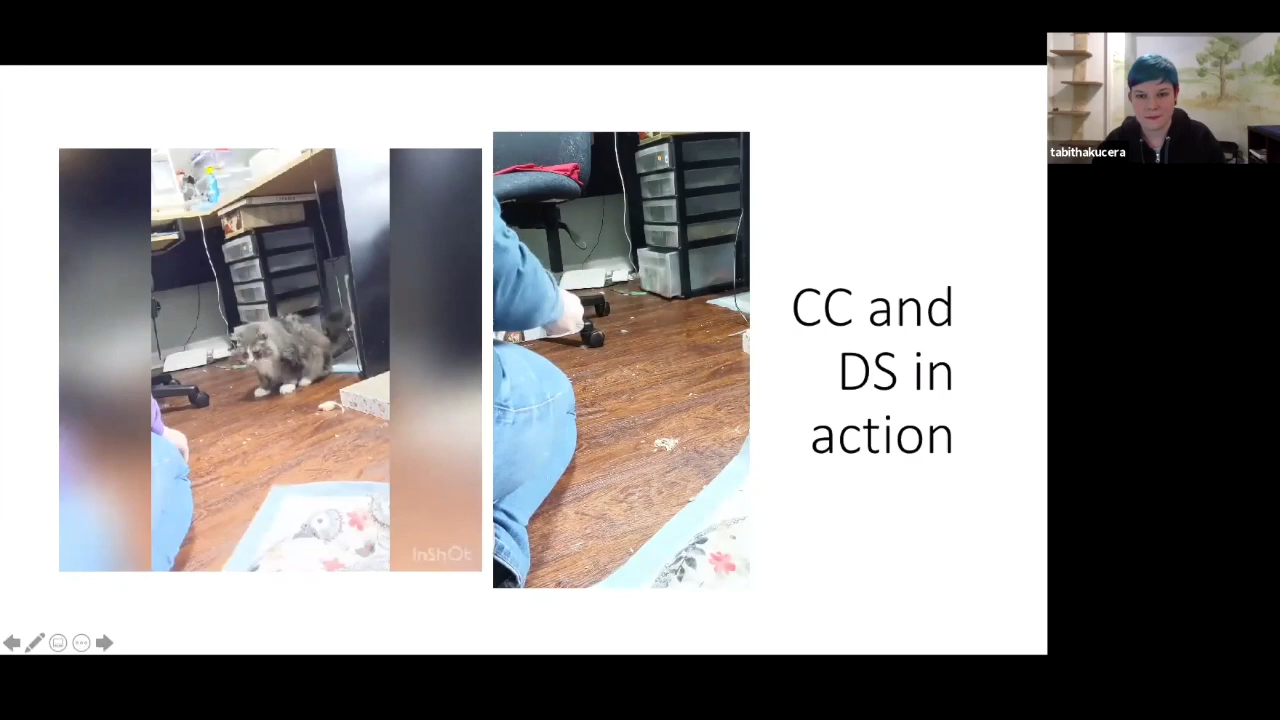 tabithakucera
CC and
DS in
action
InShOt